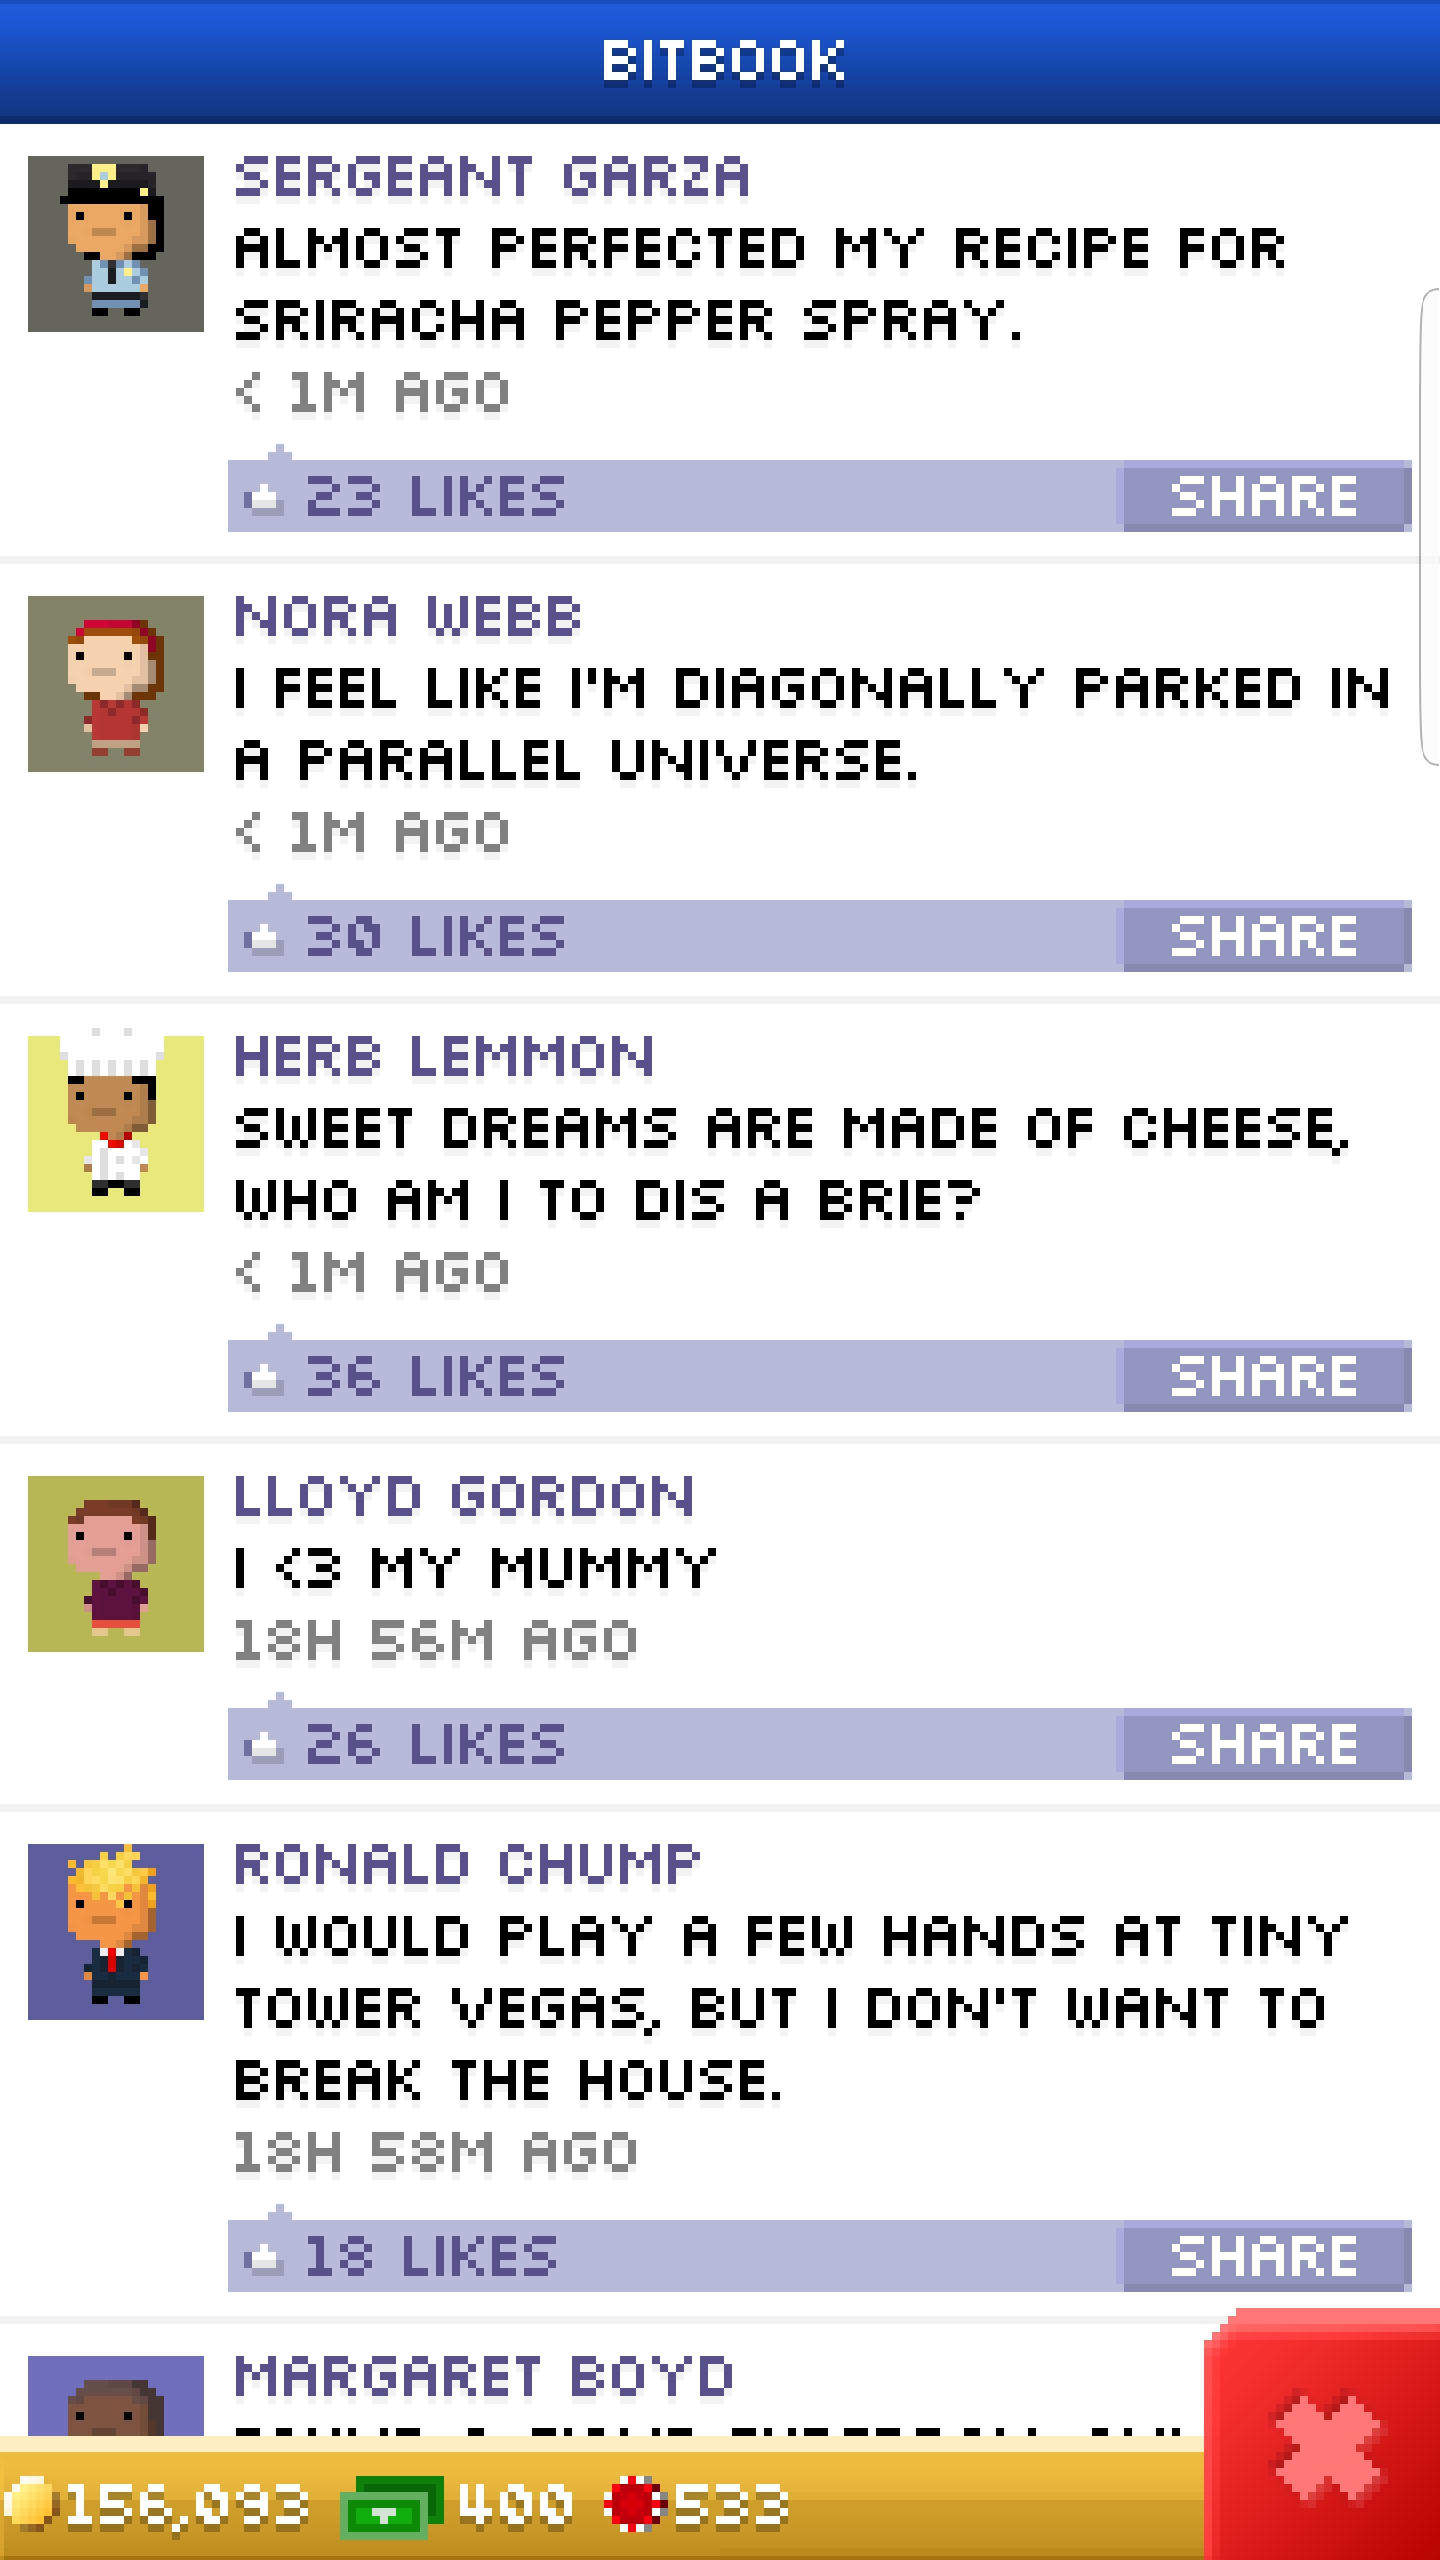 BITBOOK
SERGEANT GARZA
ALMOST PERFECTED MY RECIPE FOR
SRIRACHA PEPPER SPRAY.
< 1M AGO
23 LIKES SHARE
NORA WEBB
I FEEL LIKE I'M DIAGONALLY PARKED IN
A PARALLEL UNIVERSE.
< 1M AGO
30 LIKES SHARE
HERB LEMMON
SWEET DREAMS ARE MADE OF CHEESE,
WHO AM I TO DIS A BRIE?
< 1M AGO
36 LIKES SHARE
LLOYD GORDON
I <3 MY MUMMY
18H 56M AGO
26 LIKES SHARE
RONALD CHUMP
I WOULD PLAY A FEW HANDS AT TINY
TOWER VEGAS, BUT I DON'T WANT TO
BREAK THE HOUSE.
18H 58M AGO
18 LIKES SHARE
MARGARET BOYD
156,093 400 533